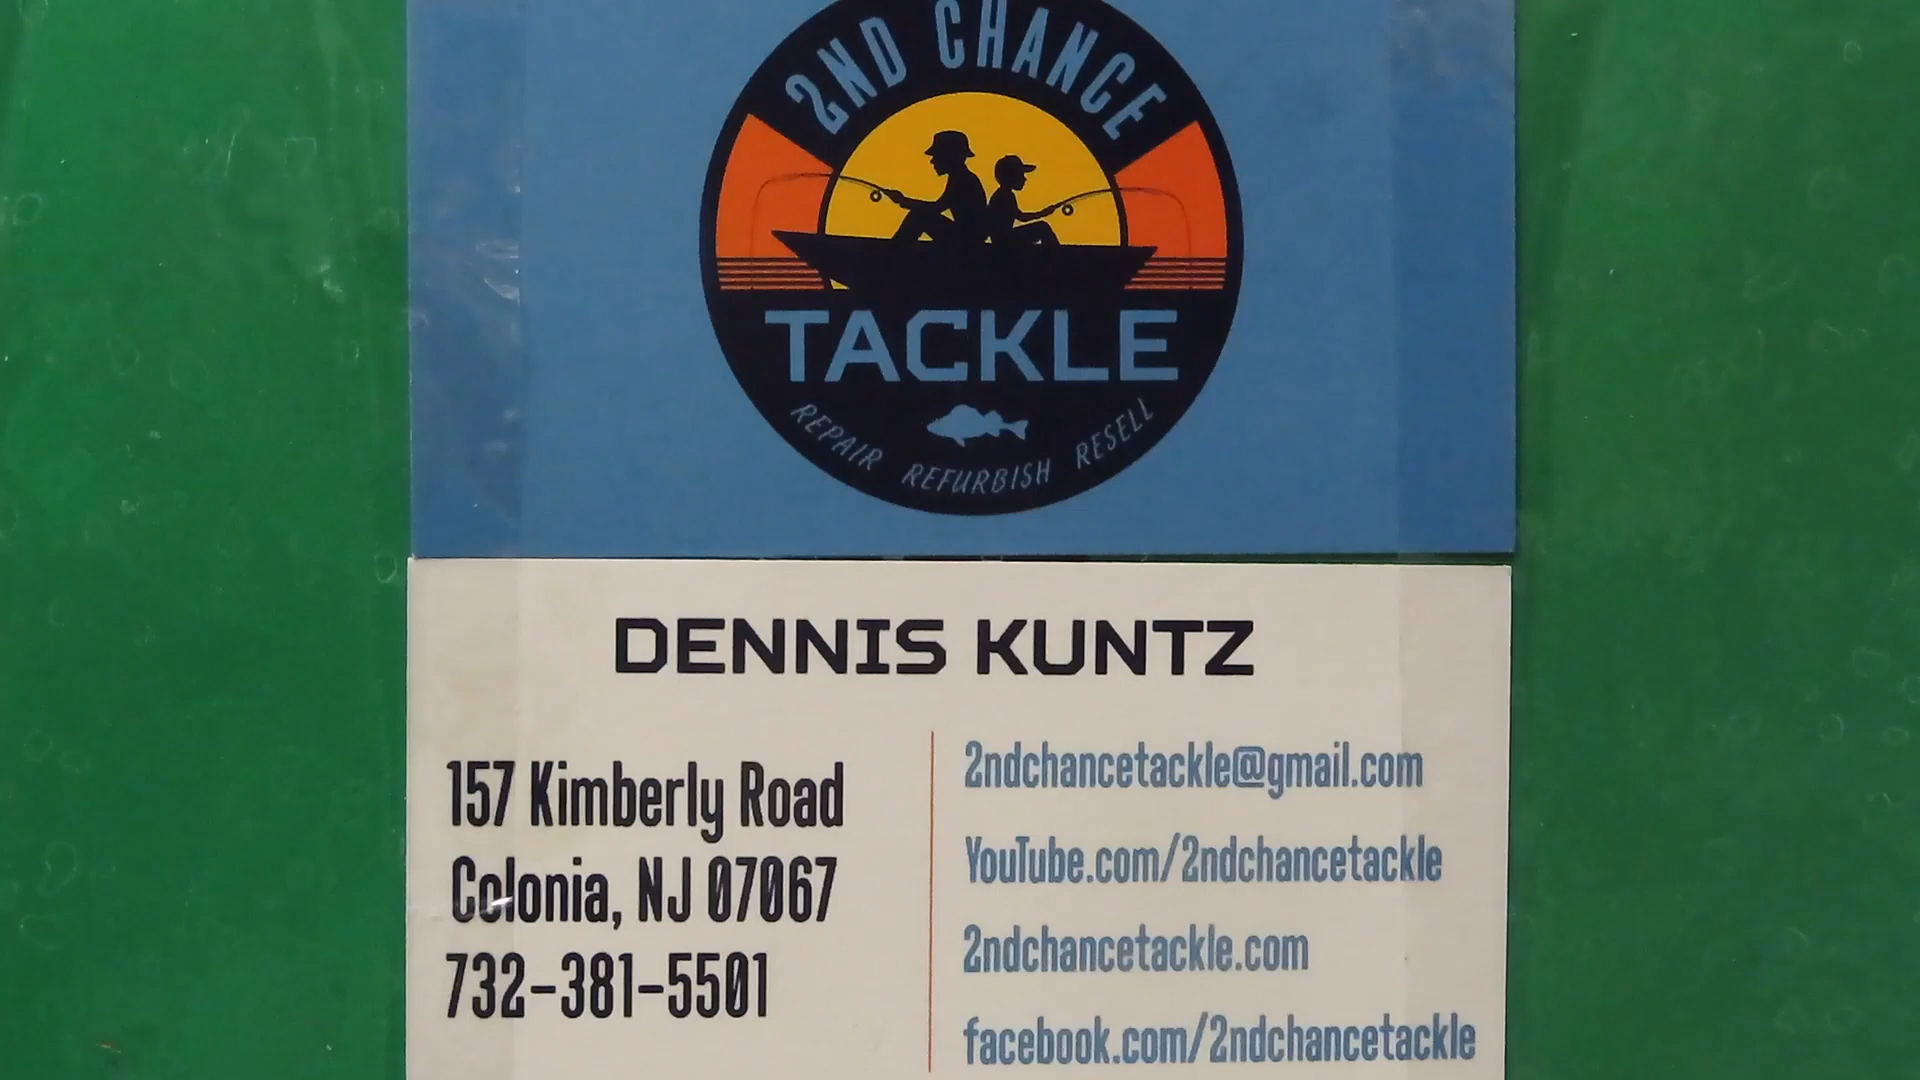 2ND CHANCE
TACKLE
REPAIR REFURBISH RESELL
DENNIS KUNTZ
157 Kimberly Road
Colonia, NJ 07067
732-381-5501
2ndchancetackle@gmail.com
YouTube.com/2ndchancetackle
2ndchancetackle.com
facebook.com/2ndchancetackle